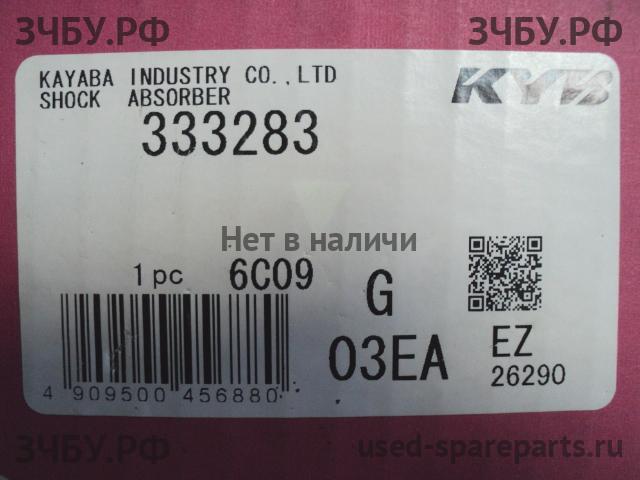 ЗЧБУ.РФ
ЗЧБУ.РФ
KAYABA INDUSTRY CO.,LTD
SHOCK ABSORBER
KYB
333283
Нет в наличи
1 pc 6C09
G
03EA
EZ
26290
4 909500 456880
ЗЧБУ.РФ
used-spareparts.ru